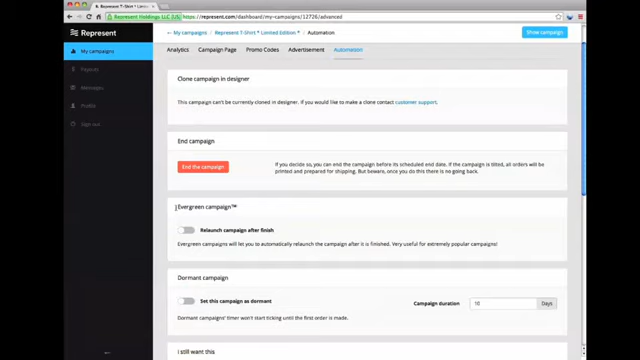 Represent T-Shirt * Limited
Represent Holdings LLC [US] https://represent.com/dashboard/my-campaigns/12726/advanced
Represent
← My campaigns / Represent T-Shirt * Limited Edition * / Automation
Show campaign
My campaigns
Payouts
Messages
Profile
Sign out
Analytics Campaign Page Promo Codes Advertisement Automation
Clone campaign in designer
This campaign can't be currently cloned in designer. If you would like to make a clone contact customer support.
End campaign
End the campaign
If you decide so, you can end the campaign before its scheduled end date. If the campaign is tilted, all orders will be
printed and prepared for shipping. But beware, once you do this there is no going back.
Evergreen campaign™
Relaunch campaign after finish
Evergreen campaigns will let you to automatically relaunch the campaign after it is finished. Very useful for extremely popular campaigns!
Dormant campaign
Set this campaign as dormant
Campaign duration 10 Days
Dormant campaigns' timer won't start ticking until the first order is made.
I still want this